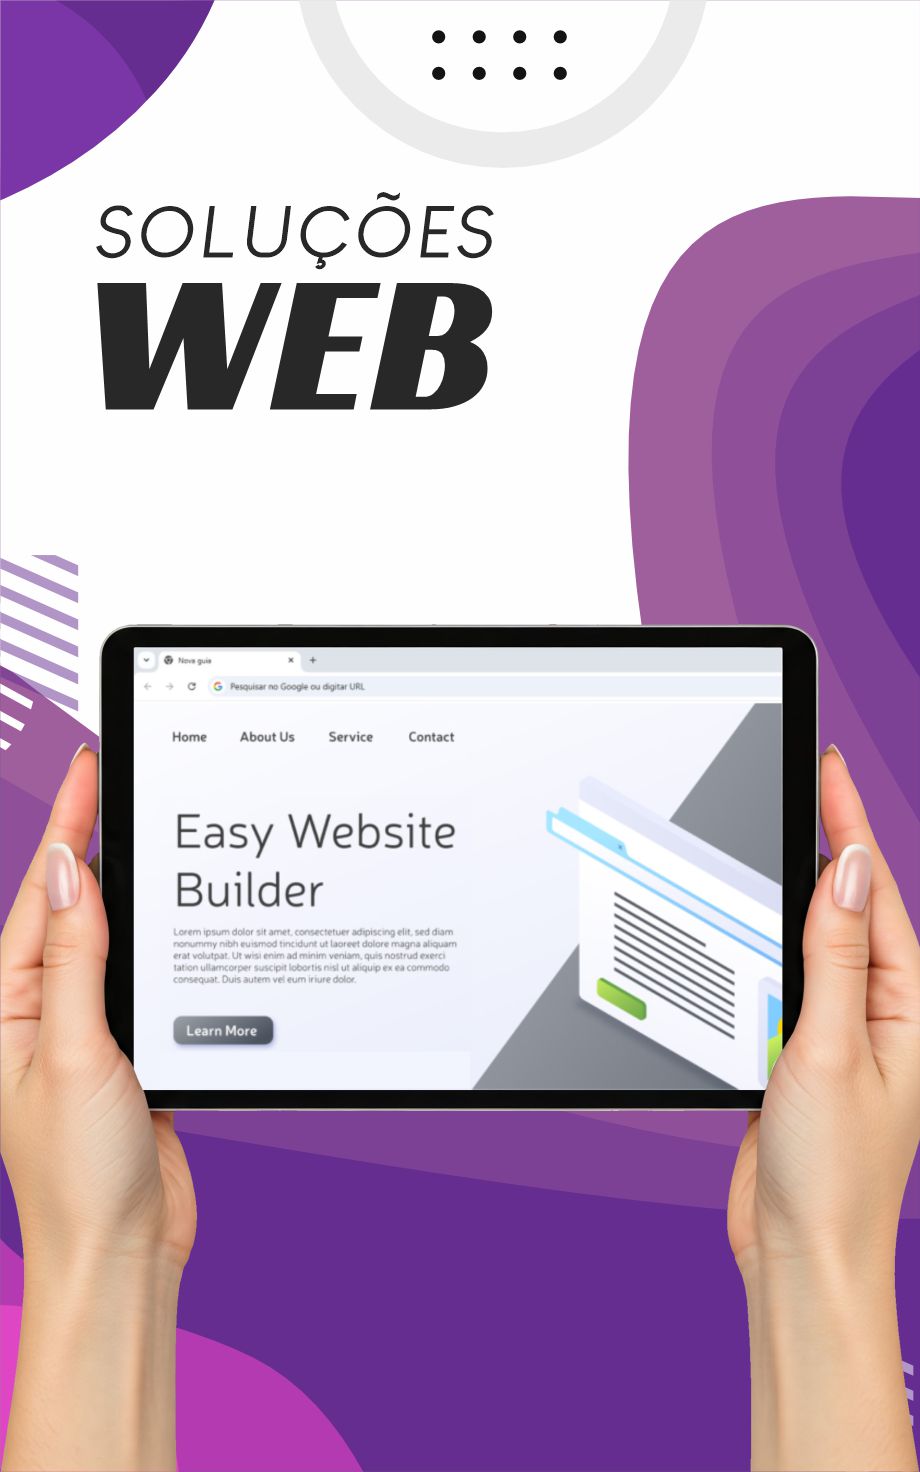 SOLUÇÕES
WEB
Nova guia
Pesquisar no Google ou digitar URL
Home About Us Service Contact
Easy Website
Builder
Lorem ipsum dolor sit amet, consectetuer adipiscing elit, sed diam
nonummy nibh euismod tincidunt ut laoreet dolore magna aliquam
erat volutpat. Ut wisi enim ad minim veniam, quis nostrud exerci
tation ullamcorper suscipit lobortis nisl ut aliquip ex ea commodo
consequat. Duis autem vel eum iriure dolor.
Learn More